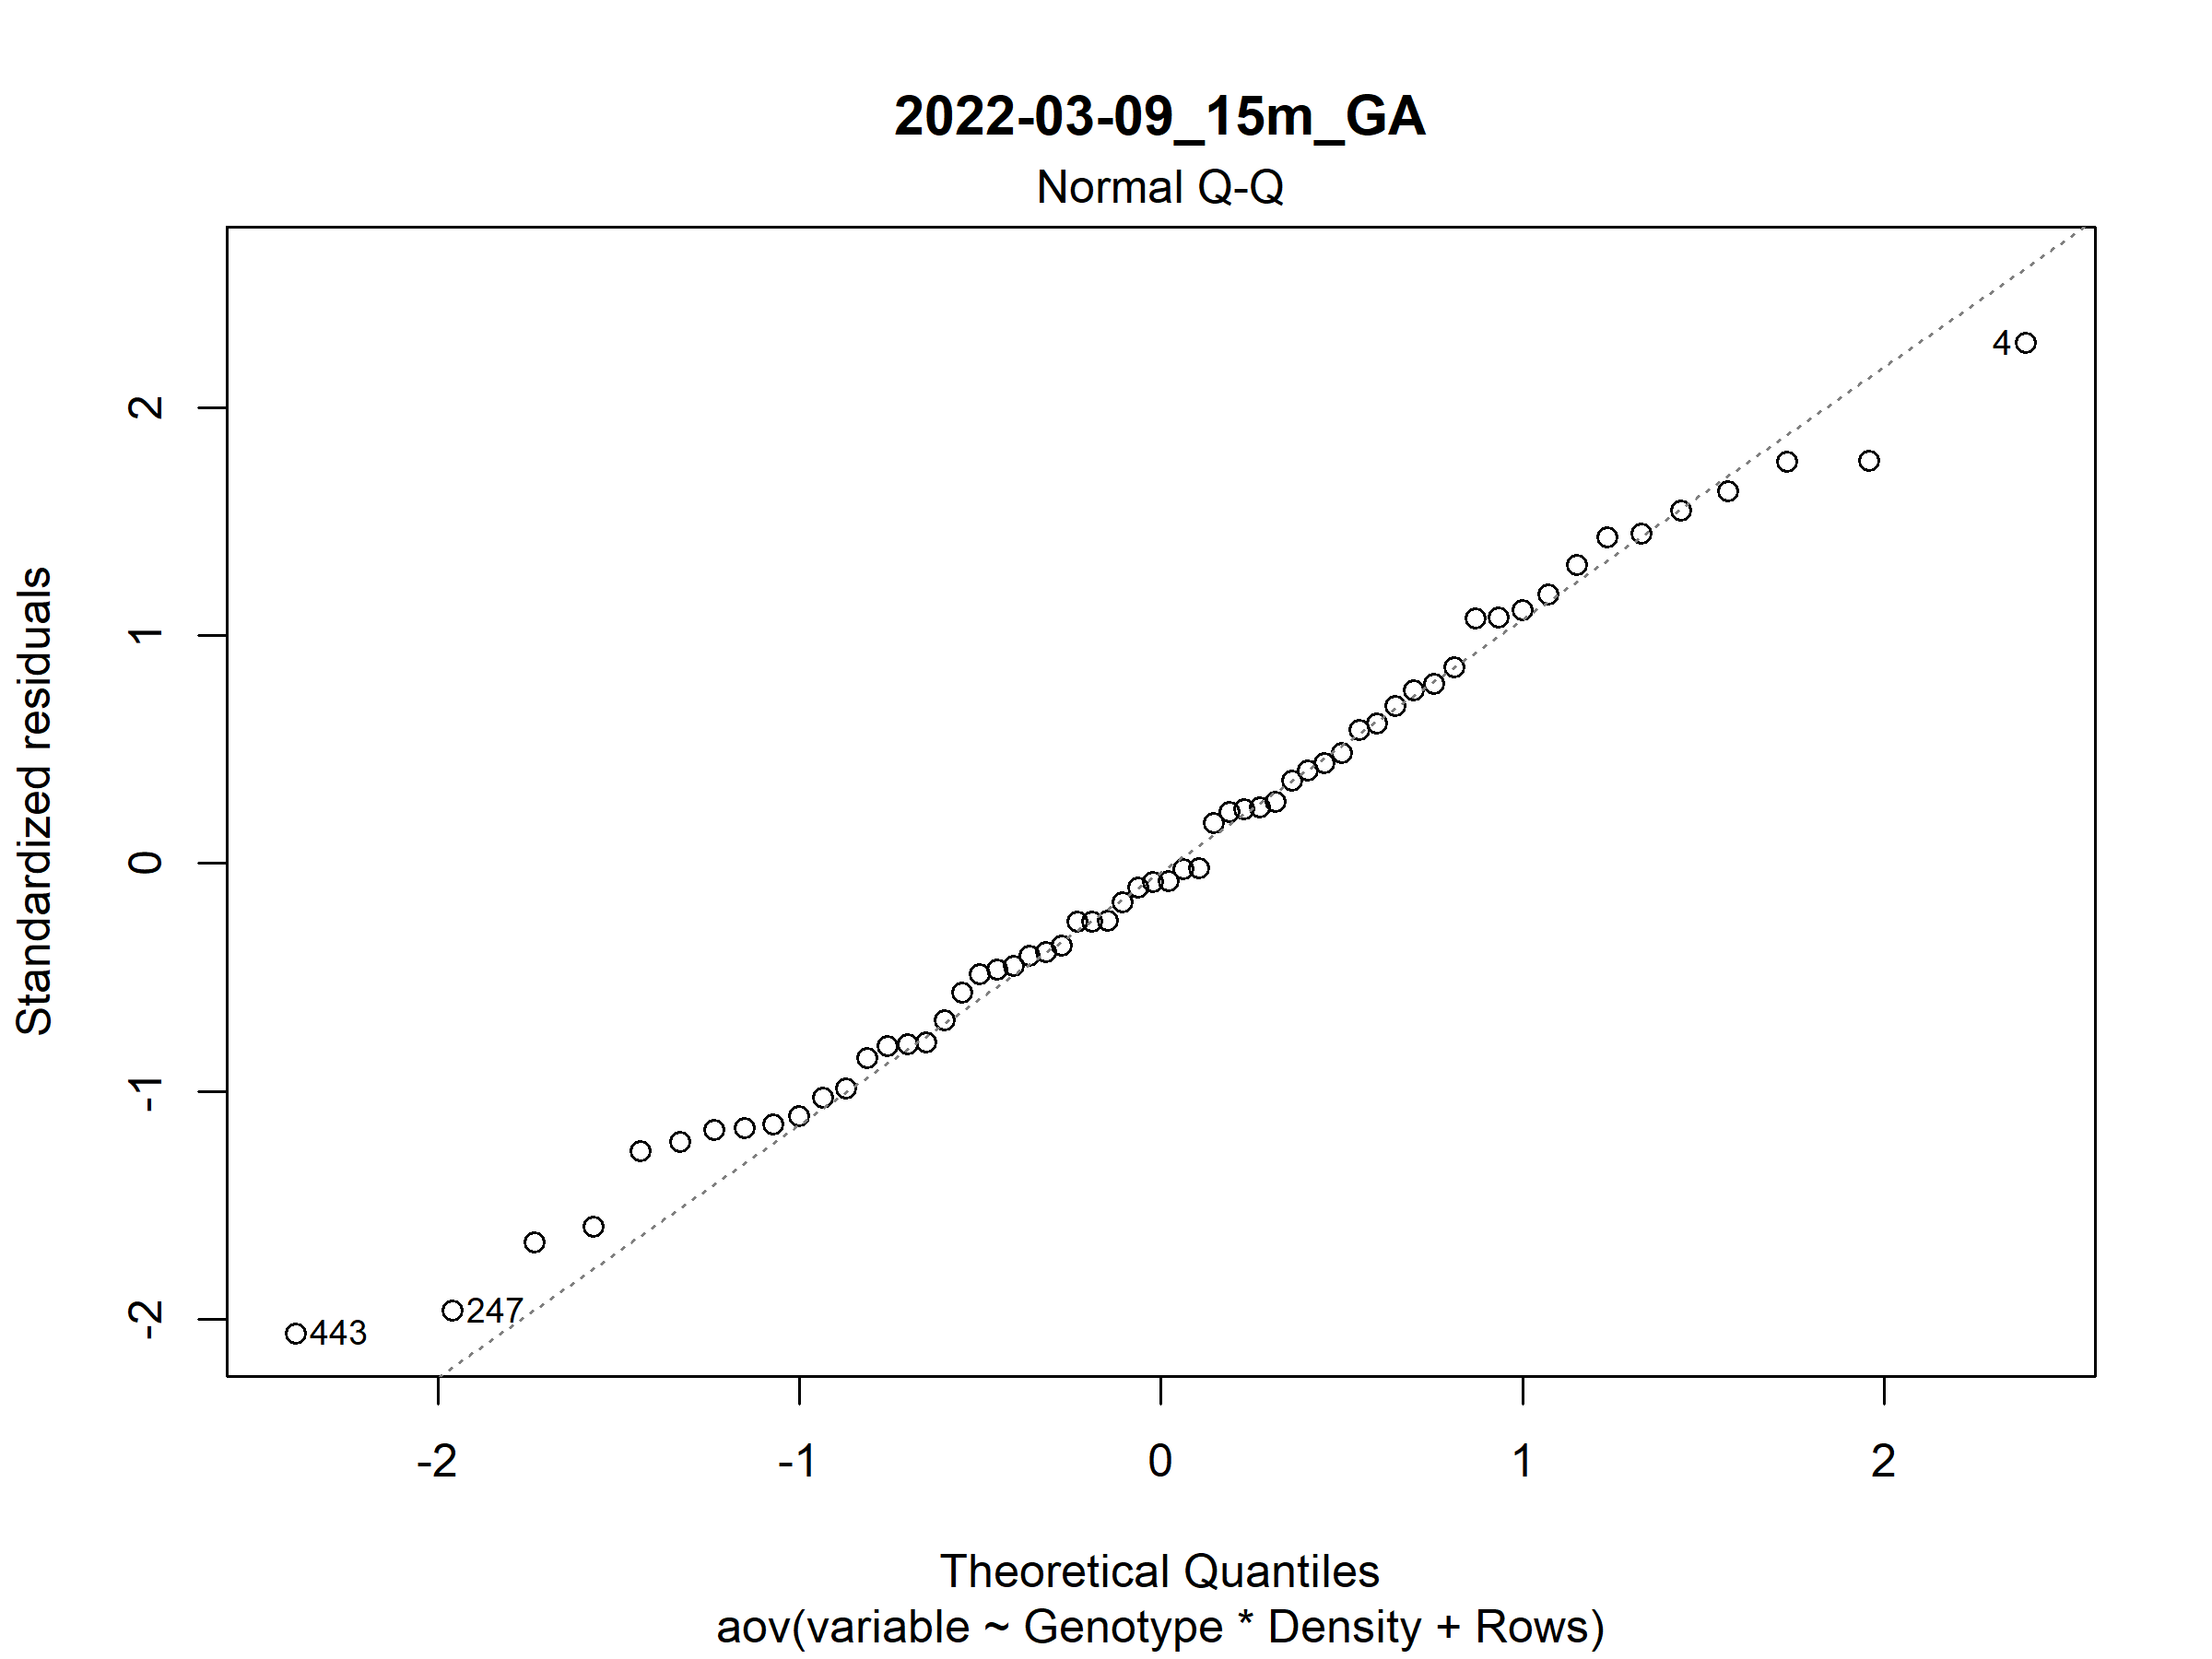 2022-03-09_15m_GA
Normal Q-Q
Standardized residuals
2
1
0
-1
-2
4
247
443
-2
-1
0
1
2
Theoretical Quantiles
aov(variable ~ Genotype * Density + Rows)